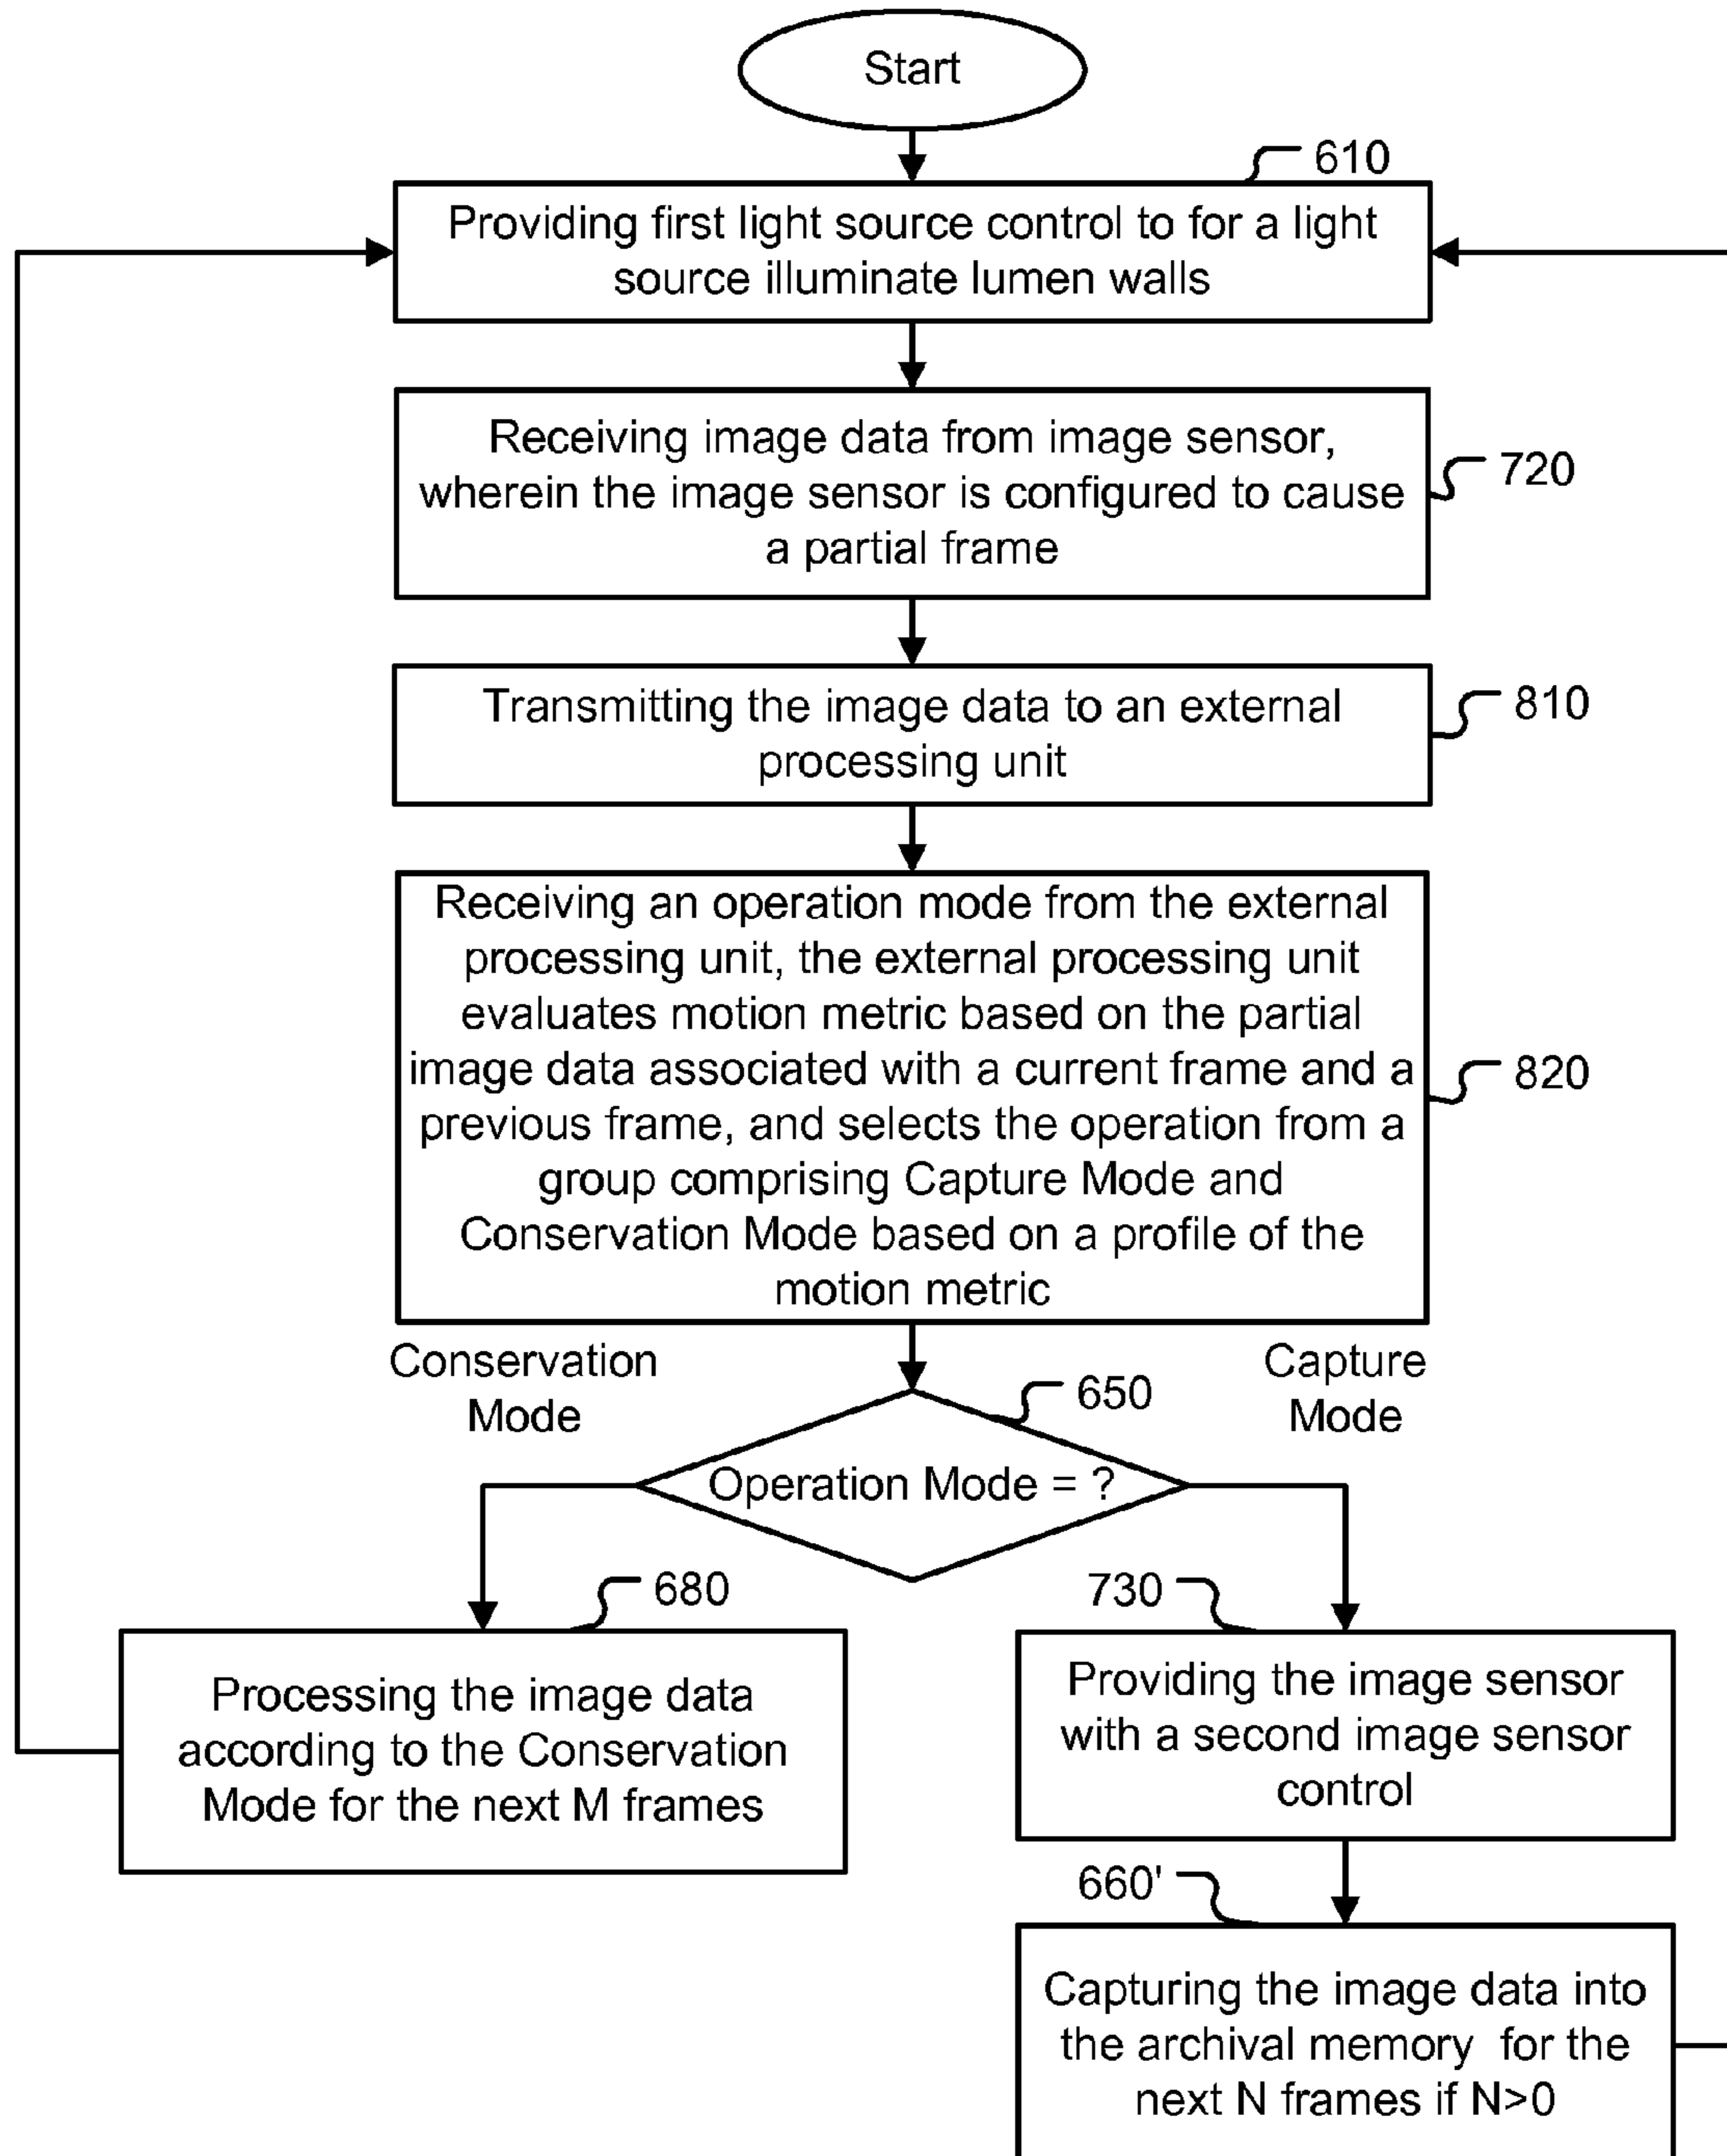 Start
610
Providing first light source control to for a light
source illuminate lumen walls
Receiving image data from image sensor,
wherein the image sensor is configured to cause
a partial frame
720
Transmitting the image data to an external
processing unit
810
Receiving an operation mode from the external
processing unit, the external processing unit
evaluates motion metric based on the partial
image data associated with a current frame and a
previous frame, and selects the operation from a
group comprising Capture Mode and
Conservation Mode based on a profile of the
motion metric
820
Conservation
Mode
Capture
Mode
650
Operation Mode = ?
680
Processing the image data
according to the Conservation
Mode for the next M frames
730
Providing the image sensor
with a second image sensor
control
660'
Capturing the image data into
the archival memory for the
next N frames if N>0